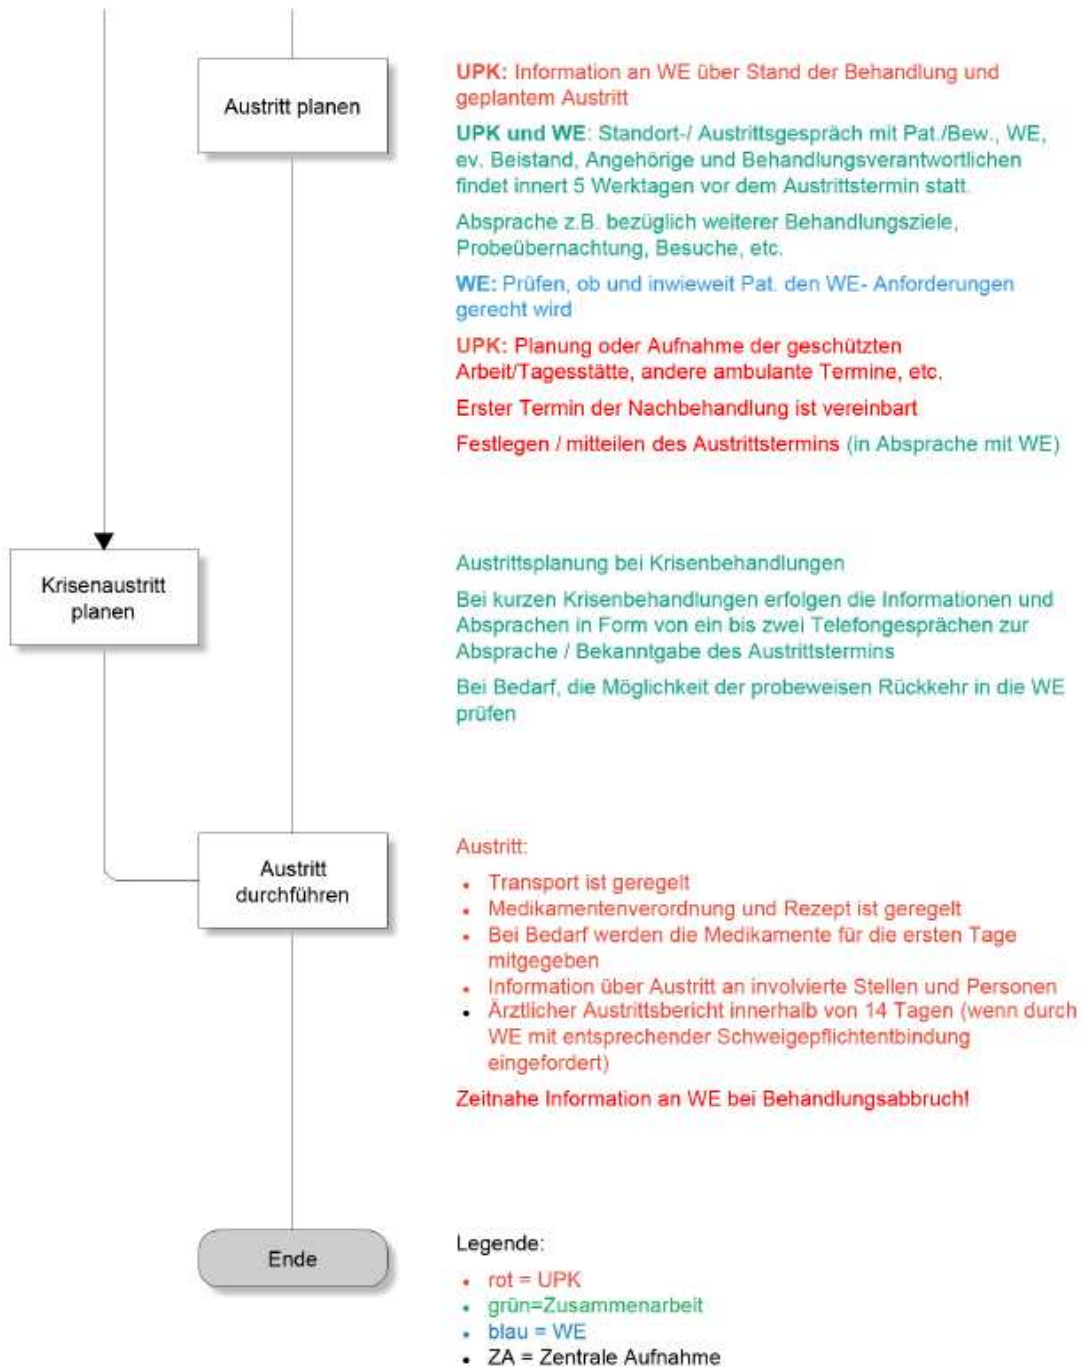 Austritt planen
UPK: Information an WE über Stand der Behandlung und
geplantem Austritt
UPK und WE: Standort-/ Austrittsgespräch mit Pat./Bew., WE,
ev. Beistand, Angehörige und Behandlungsverantwortlichen
findet innert 5 Werktagen vor dem Austrittstermin statt.
Absprache z.B. bezüglich weiterer Behandlungsziele,
Probeübernachtung, Besuche, etc.
WE: Prüfen, ob und inwieweit Pat. den WE- Anforderungen
gerecht wird
UPK: Planung oder Aufnahme der geschützten
Arbeit/Tagesstätte, andere ambulante Termine, etc.
Erster Termin der Nachbehandlung ist vereinbart
Festlegen / mitteilen des Austrittstermins (in Absprache mit WE)
Krisenaustritt
planen
Austrittsplanung bei Krisenbehandlungen
Bei kurzen Krisenbehandlungen erfolgen die Informationen und
Absprachen in Form von ein bis zwei Telefongesprächen zur
Absprache / Bekanntgabe des Austrittstermins
Bei Bedarf, die Möglichkeit der probeweisen Rückkehr in die WE
prüfen
Austritt
durchführen
Austritt:
• Transport ist geregelt
• Medikamentenverordnung und Rezept ist geregelt
• Bei Bedarf werden die Medikamente für die ersten Tage
mitgegeben
• Information über Austritt an involvierte Stellen und Personen
• Ärztlicher Austrittsbericht innerhalb von 14 Tagen (wenn durch
WE mit entsprechender Schweigepflichtentbindung
eingefordert)
Zeitnahe Information an WE bei Behandlungsabbruch!
Ende
Legende:
• rot = UPK
• grün=Zusammenarbeit
• blau = WE
• ZA = Zentrale Aufnahme